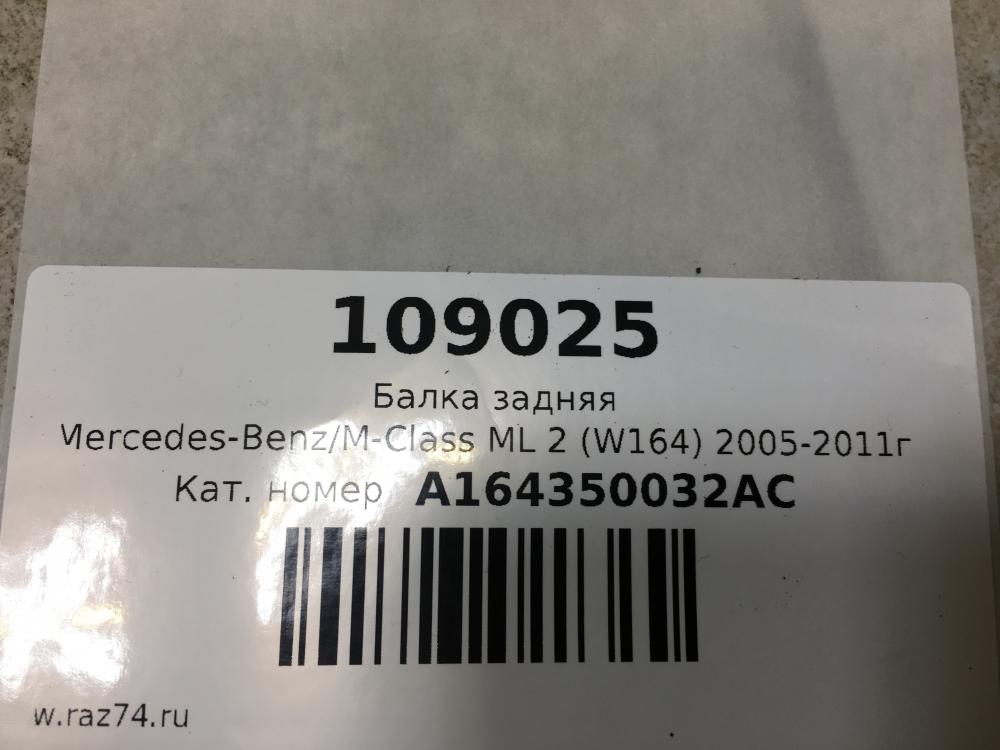 109025
Балка задняя
Mercedes-Benz/M-Class ML 2 (W164) 2005-2011г
Кат. номер A164350032AC
w.raz74.ru